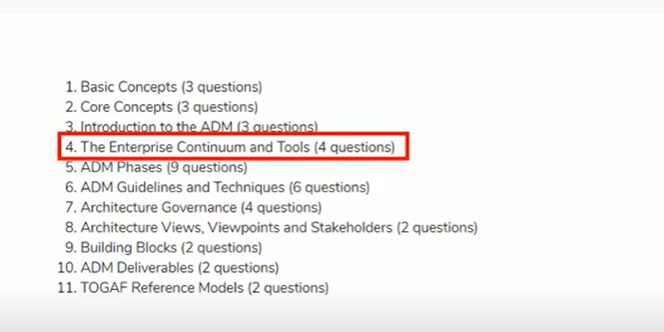 1. Basic Concepts (3 questions)
2. Core Concepts (3 questions)
3. Introduction to the ADM (3 questions)
4. The Enterprise Continuum and Tools (4 questions)
5. ADM Phases (9 questions)
6. ADM Guidelines and Techniques (6 questions)
7. Architecture Governance (4 questions)
8. Architecture Views, Viewpoints and Stakeholders (2 questions)
9. Building Blocks (2 questions)
10. ADM Deliverables (2 questions)
11. TOGAF Reference Models (2 questions)